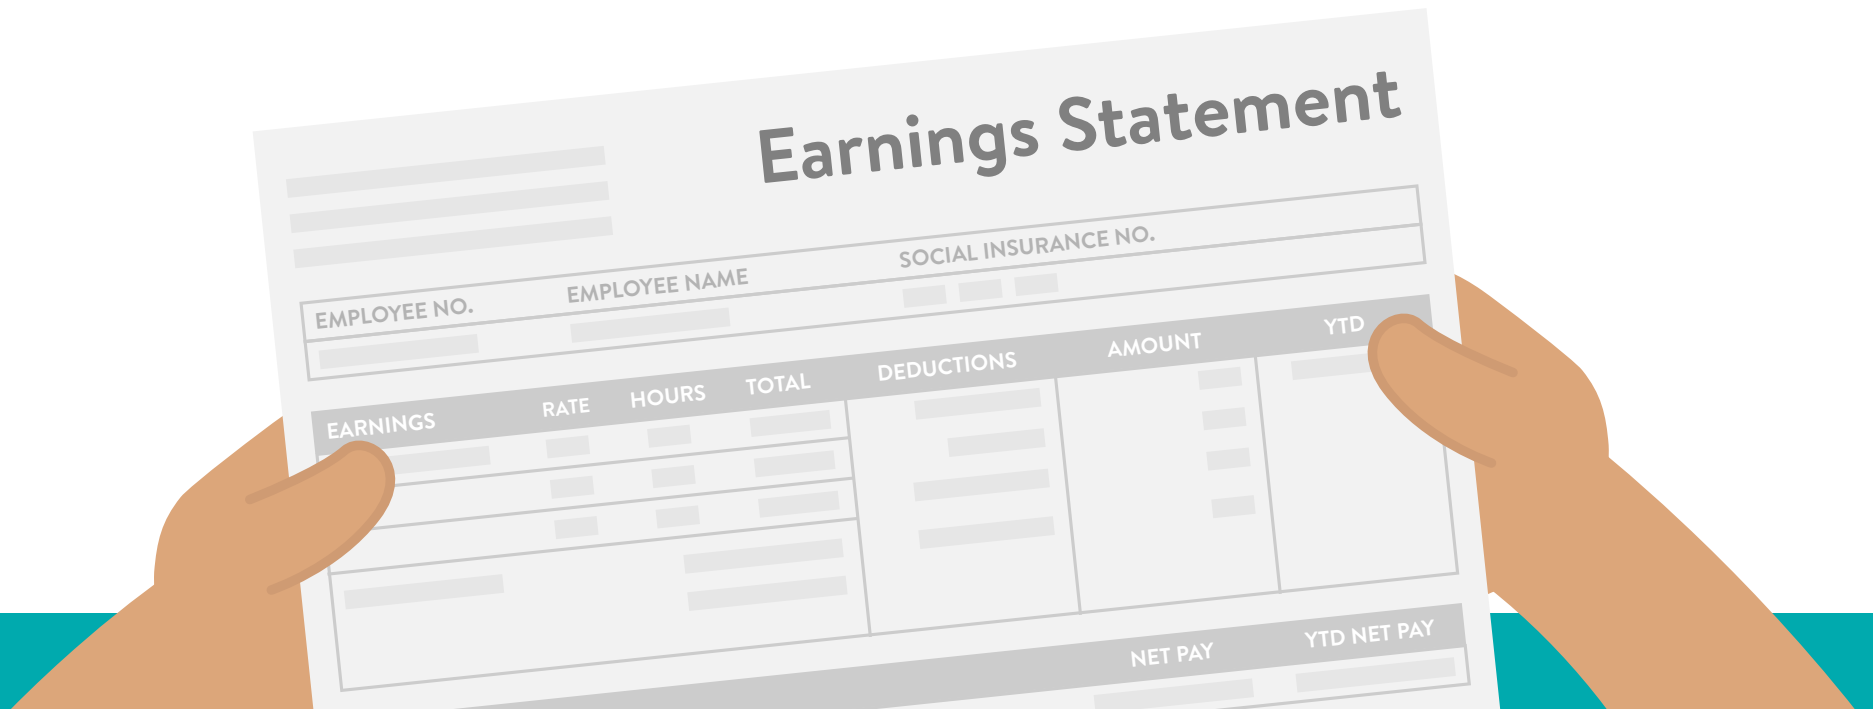 Earnings Statement
EMPLOYEE NO. EMPLOYEE NAME SOCIAL INSURANCE NO.
EARNINGS RATE HOURS TOTAL DEDUCTIONS AMOUNT YTD
NET PAY YTD NET PAY